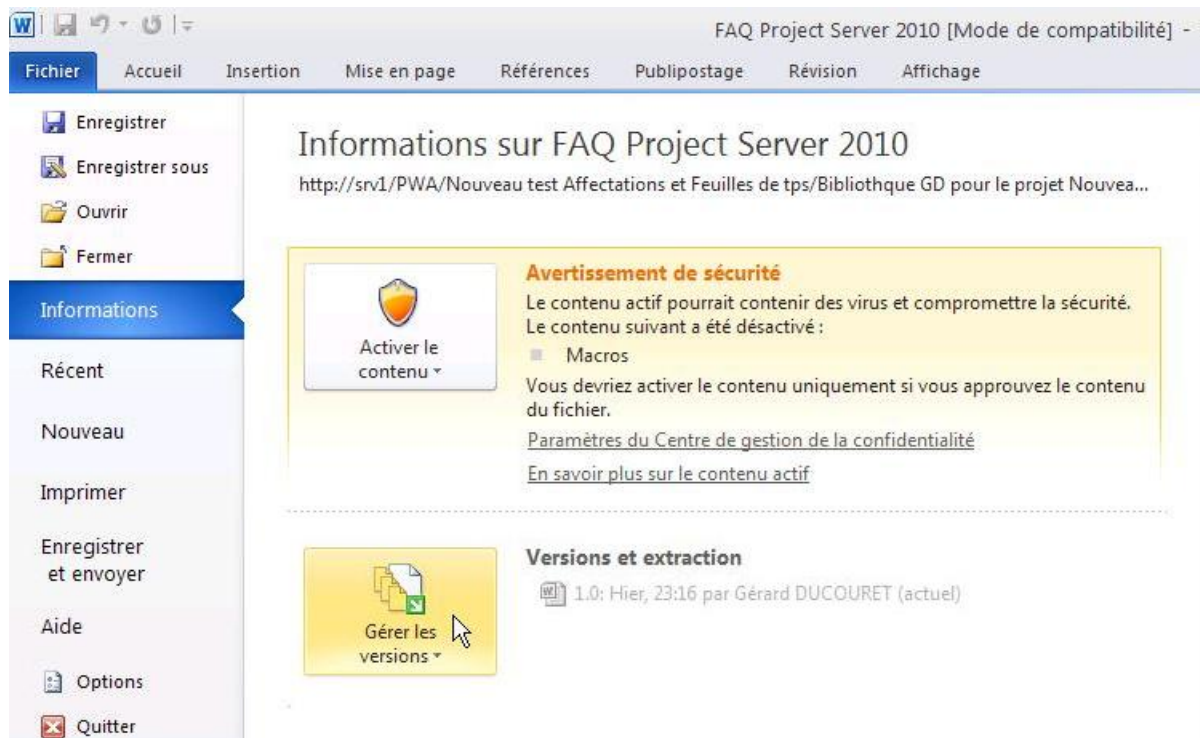 FAQ Project Server 2010 [Mode de compatibilité] -
Fichier Accueil Insertion Mise en page Références Publipostage Révision Affichage
Enregistrer
Enregistrer sous
Ouvrir
Fermer
Informations
Récent
Nouveau
Imprimer
Enregistrer
et envoyer
Aide
Options
Quitter
Informations sur FAQ Project Server 2010
http://srv1/PWA/Nouveau test Affectations et Feuilles de tps/Bibliothque GD pour le projet Nouvea...
Activer le
contenu
Avertissement de sécurité
Le contenu actif pourrait contenir des virus et compromettre la sécurité.
Le contenu suivant a été désactivé :
Macros
Vous devriez activer le contenu uniquement si vous approuvez le contenu
du fichier.
Paramètres du Centre de gestion de la confidentialité
En savoir plus sur le contenu actif
Gérer les
versions
Versions et extraction
1.0: Hier, 23:16 par Gérard DUCOURET (actuel)